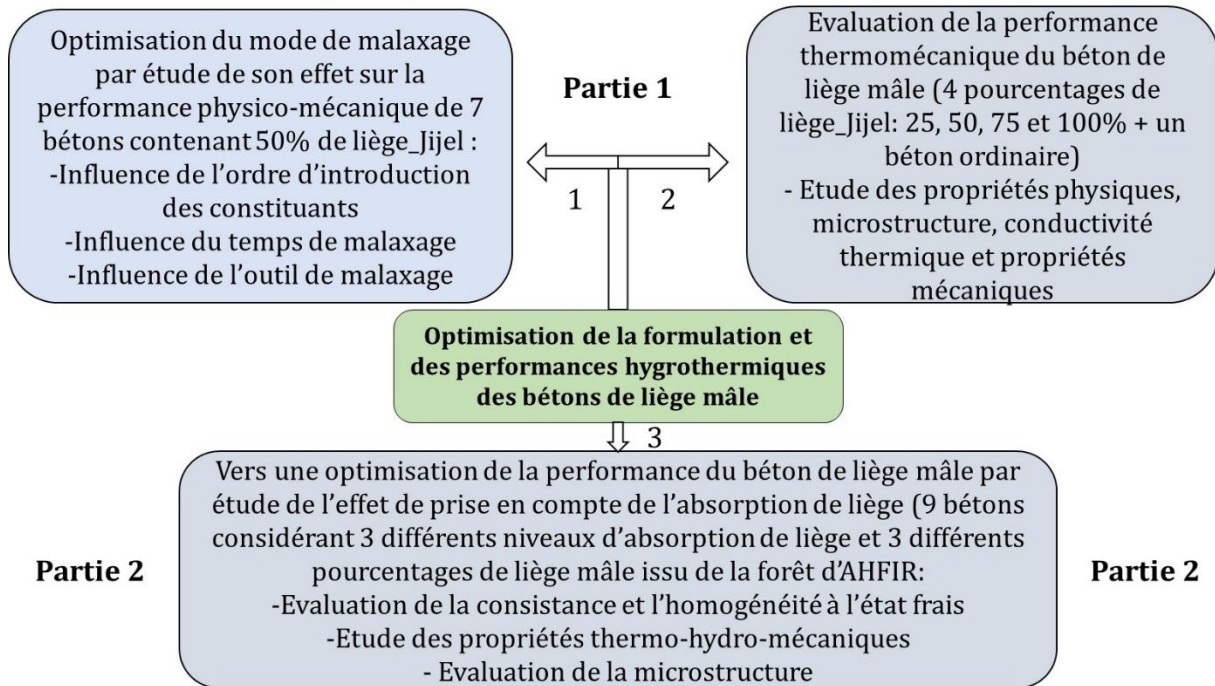 Optimisation du mode de malaxage
par étude de son effet sur la
performance physico-mécanique de 7
bétons contenant 50% de liège_Jijel :
-Influence de l'ordre d'introduction
des constituants
-Influence du temps de malaxage
-Influence de l'outil de malaxage
Partie 1
1
2
Evaluation de la performance
thermomécanique du béton de
liège mâle (4 pourcentages de
liège_Jijel: 25, 50, 75 et 100% + un
béton ordinaire)
- Etude des propriétés physiques,
microstructure, conductivité
thermique et propriétés
mécaniques
Optimisation de la formulation et
des performances hygrothermiques
des bétons de liège mâle
3
Partie 2
Vers une optimisation de la performance du béton de liège mâle par
étude de l'effet de prise en compte de l'absorption de liège (9 bétons
considérant 3 différents niveaux d'absorption de liège et 3 différents
pourcentages de liège mâle issu de la forêt d'AHFIR:
-Evaluation de la consistance et l'homogénéité à l'état frais
-Etude des propriétés thermo-hydro-mécaniques
- Evaluation de la microstructure
Partie 2